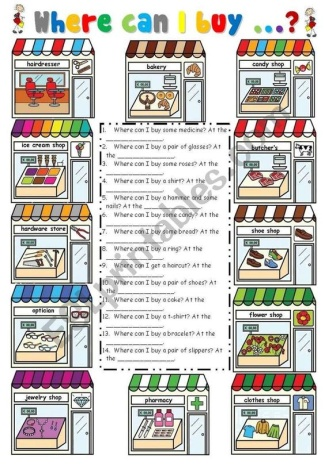 Where can I buy ...?
hairdresser
bakery
candy shop
ice cream shop
butcher's
hardware store
shoe shop
optician
flower shop
jewelry shop
pharmacy
clothes shop
1. Where can I buy some medicine? At the
2. Where can I buy a pair of glasses? At
the
3. Where can I buy some roses? At the
4. Where can I buy a shirt? At the
5. Where can I buy a hammer and some
nails? At the
6. Where can I buy some candy? At the
7. Where can I buy some bread? At the
8. Where can I buy a ring? At the
9. Where can I get a haircut? At the
10. Where can I buy a pair of shoes? At
the
11. Where can I buy a cake? At the
12. Where can I buy a t-shirt? At the
13. Where can I buy a bracelet? At the
14. Where can I buy a pair of slippers? At
the